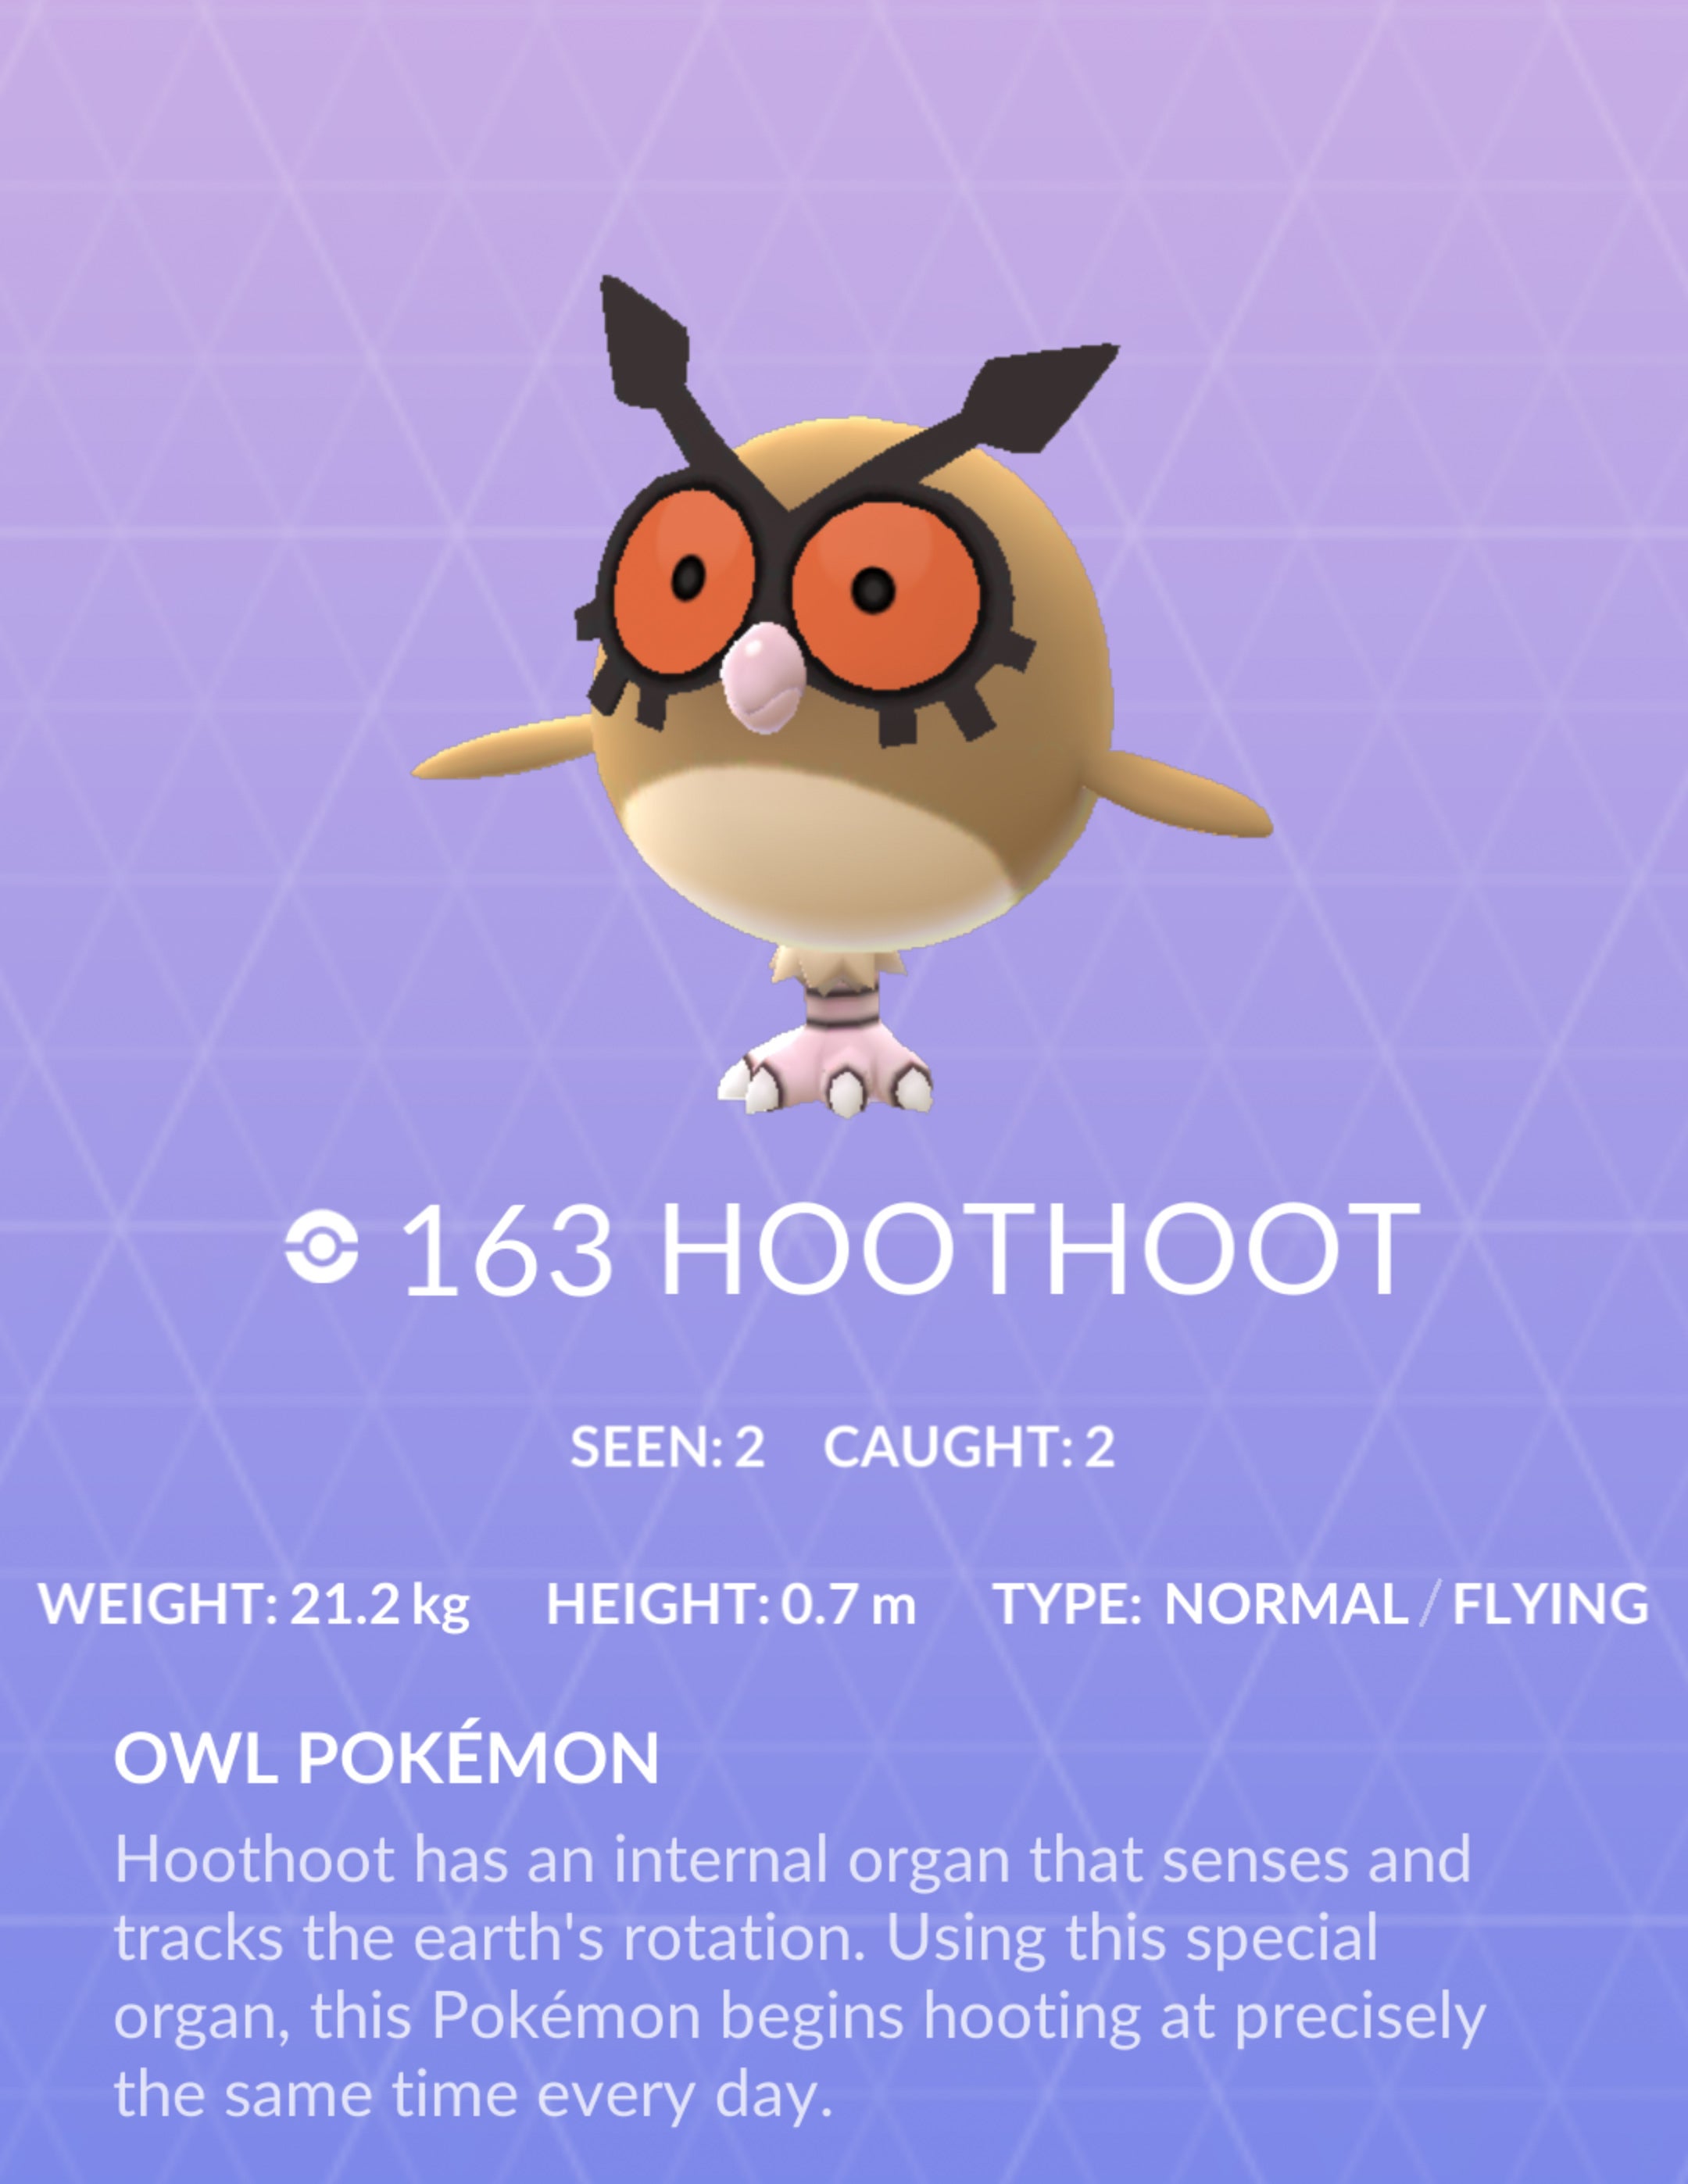 163 HOOTHOOT
SEEN: 2 CAUGHT: 2
WEIGHT: 21.2 kg HEIGHT: 0.7 m TYPE: NORMAL / FLYING
OWL POKÉMON
Hoothoot has an internal organ that senses and
tracks the earth's rotation. Using this special
organ, this Pokémon begins hooting at precisely
the same time every day.